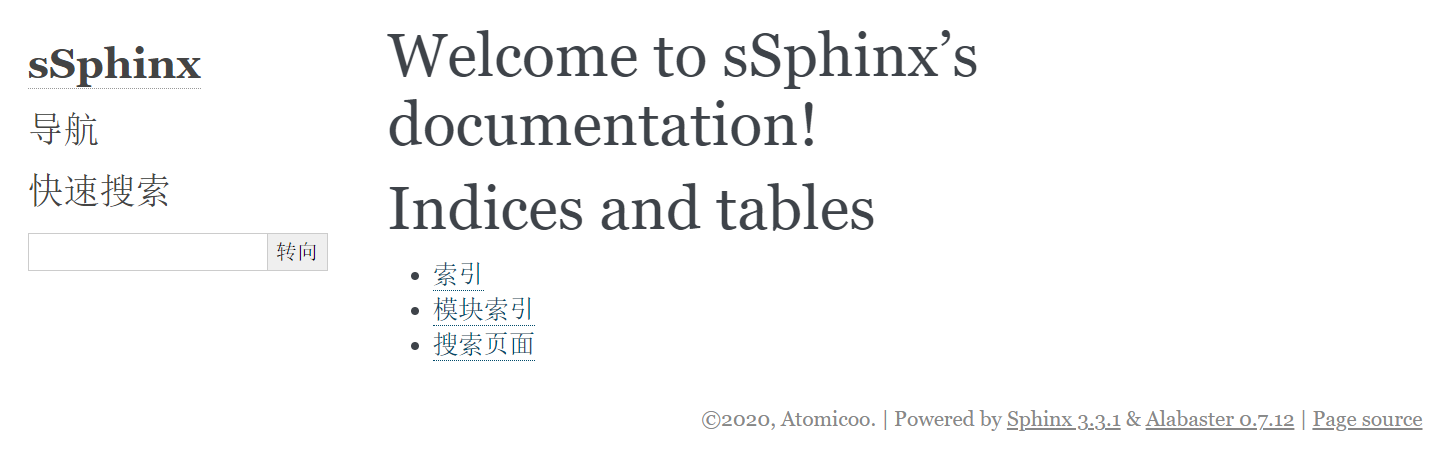 sSphinx
导航
快速搜索
转向
Welcome to sSphinx’s
documentation!
Indices and tables
索引
模块索引
搜索页面
©2020, Atomicoo. | Powered by Sphinx 3.3.1 & Alabaster 0.7.12 | Page source